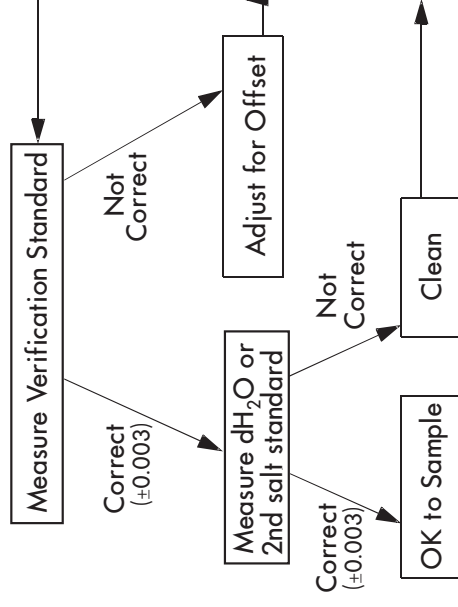 Measure Verification Standard
Correct
(±0.003)
Not
Correct
Measure dH₂O or
2nd salt standard
Adjust for Offset
Correct
(±0.003)
Not
Correct
OK to Sample
Clean